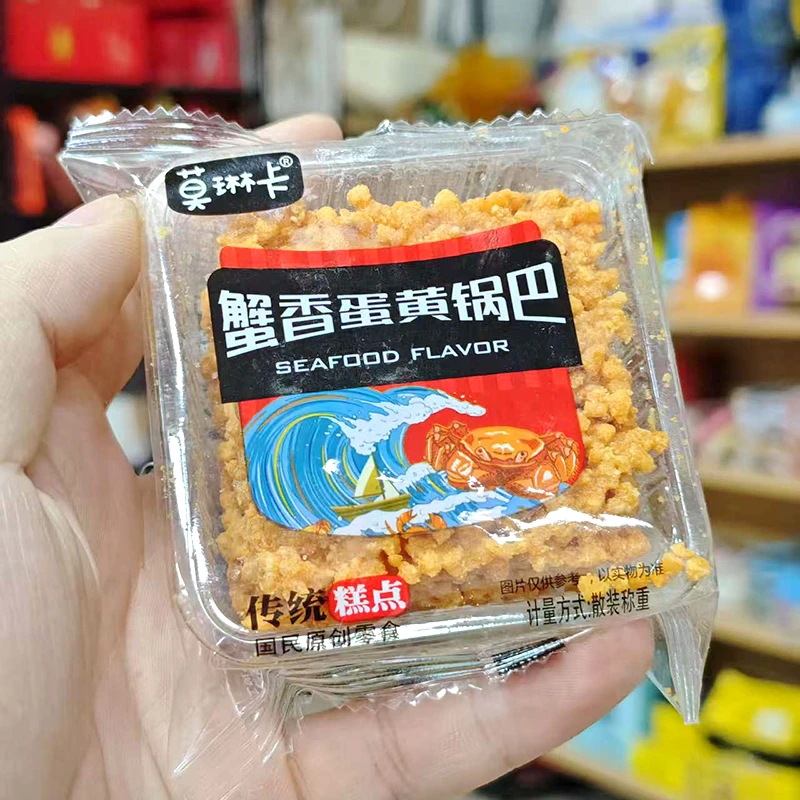 莫琳卡®
蟹香蛋黄锅巴
SEAFOOD FLAVOR
传统糕点
国民原创零食
图片仅供参考,以实物为准
计量方式:散装称重